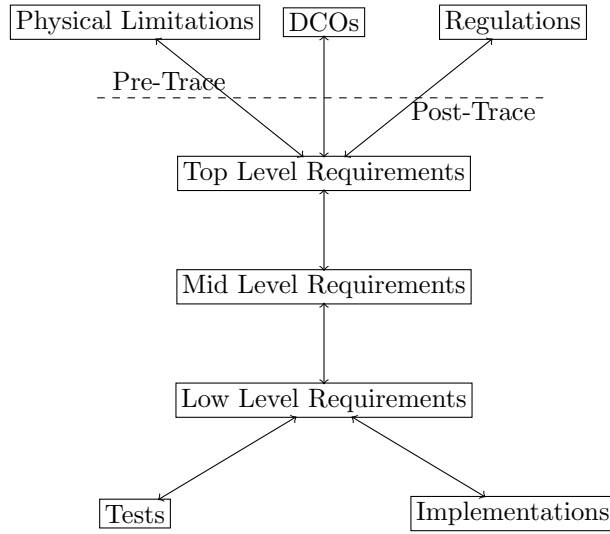 Physical Limitations
DCOs
Regulations
Pre-Trace
Post-Trace
Top Level Requirements
Mid Level Requirements
Low Level Requirements
Tests
Implementations